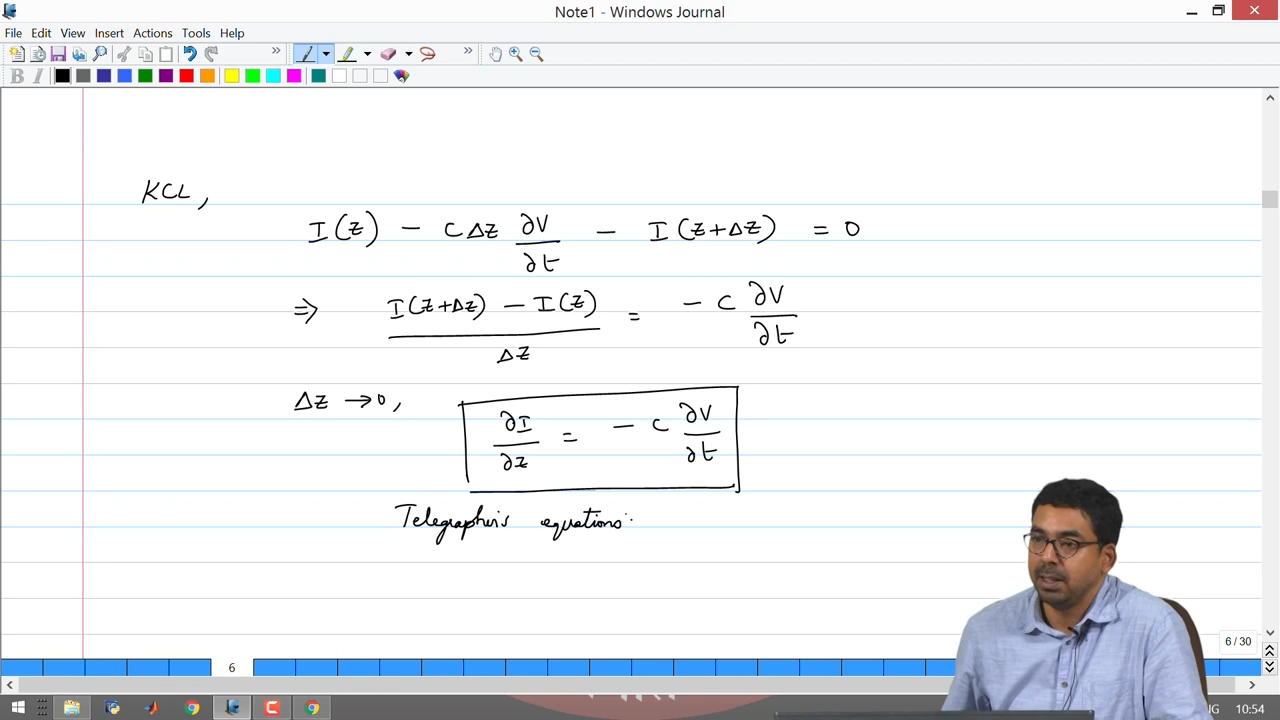 Note1 - Windows Journal
File Edit View Insert Actions Tools Help
B I
KCL,
I(z) - CΔz ∂V/∂t - I(z+Δz) = 0
⇒ I(z+Δz) - I(z) / Δz = - C ∂V/∂t
Δz → 0, ∂I/∂z = - C ∂V/∂t
Telegrapher's equations:
6 / 30
6
10:54